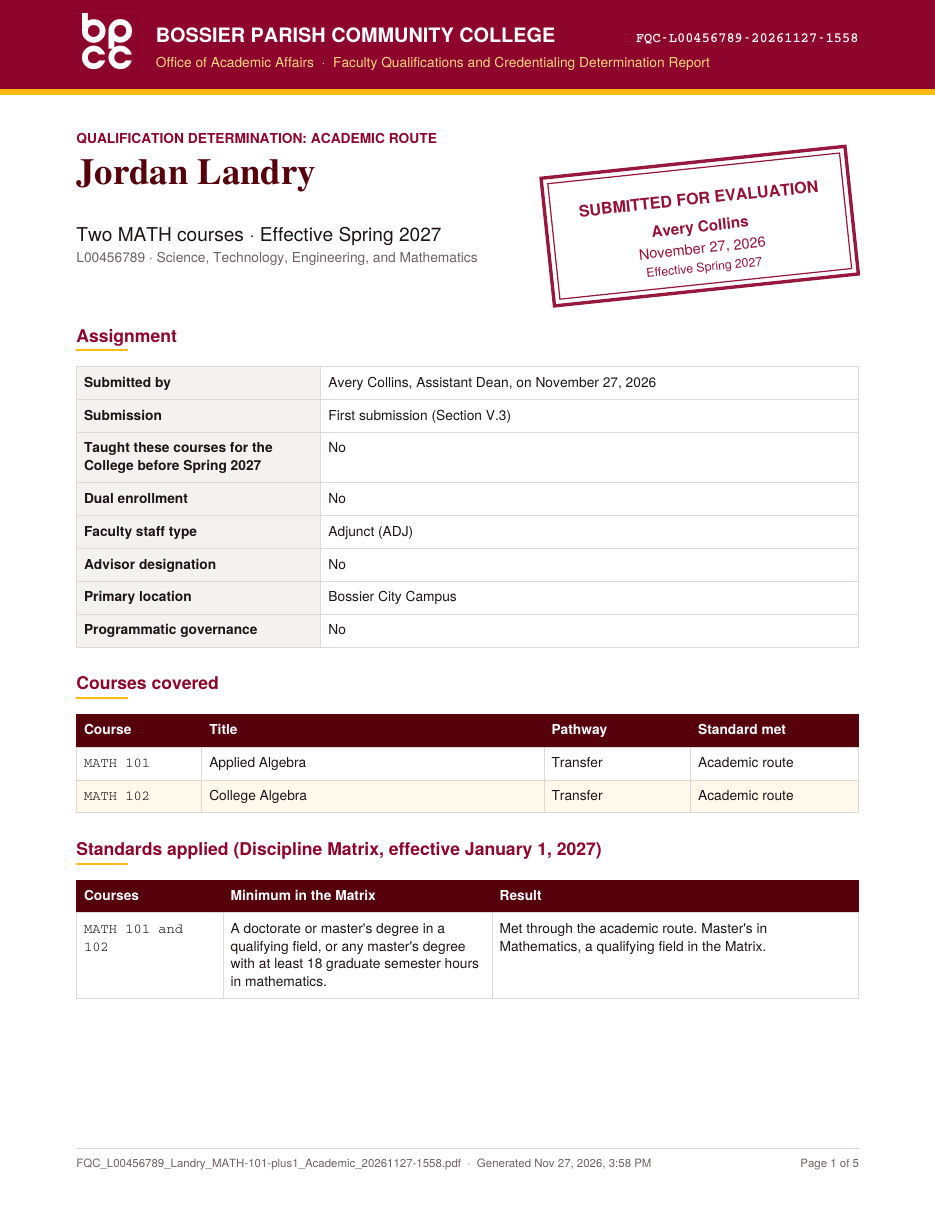 bp
cc
BOSSIER PARISH COMMUNITY COLLEGE
FQC-L00456789-20261127-1558
Office of Academic Affairs · Faculty Qualifications and Credentialing Determination Report
QUALIFICATION DETERMINATION: ACADEMIC ROUTE
Jordan Landry
Two MATH courses · Effective Spring 2027
L00456789 · Science, Technology, Engineering, and Mathematics
SUBMITTED FOR EVALUATION
Avery Collins
November 27, 2026
Effective Spring 2027
Assignment
Submitted by Avery Collins, Assistant Dean, on November 27, 2026
Submission First submission (Section V.3)
Taught these courses for the No
College before Spring 2027
Dual enrollment No
Faculty staff type Adjunct (ADJ)
Advisor designation No
Primary location Bossier City Campus
Programmatic governance No
Courses covered
Course Title Pathway Standard met
MATH 101 Applied Algebra Transfer Academic route
MATH 102 College Algebra Transfer Academic route
Standards applied (Discipline Matrix, effective January 1, 2027)
Courses Minimum in the Matrix Result
MATH 101 and A doctorate or master's degree in a Met through the academic route. Master's in
102 qualifying field, or any master's degree Mathematics, a qualifying field in the Matrix.
with at least 18 graduate semester hours
in mathematics.
FQC_L00456789_Landry_MATH-101-plus1_Academic_20261127-1558.pdf · Generated Nov 27, 2026, 3:58 PM Page 1 of 5